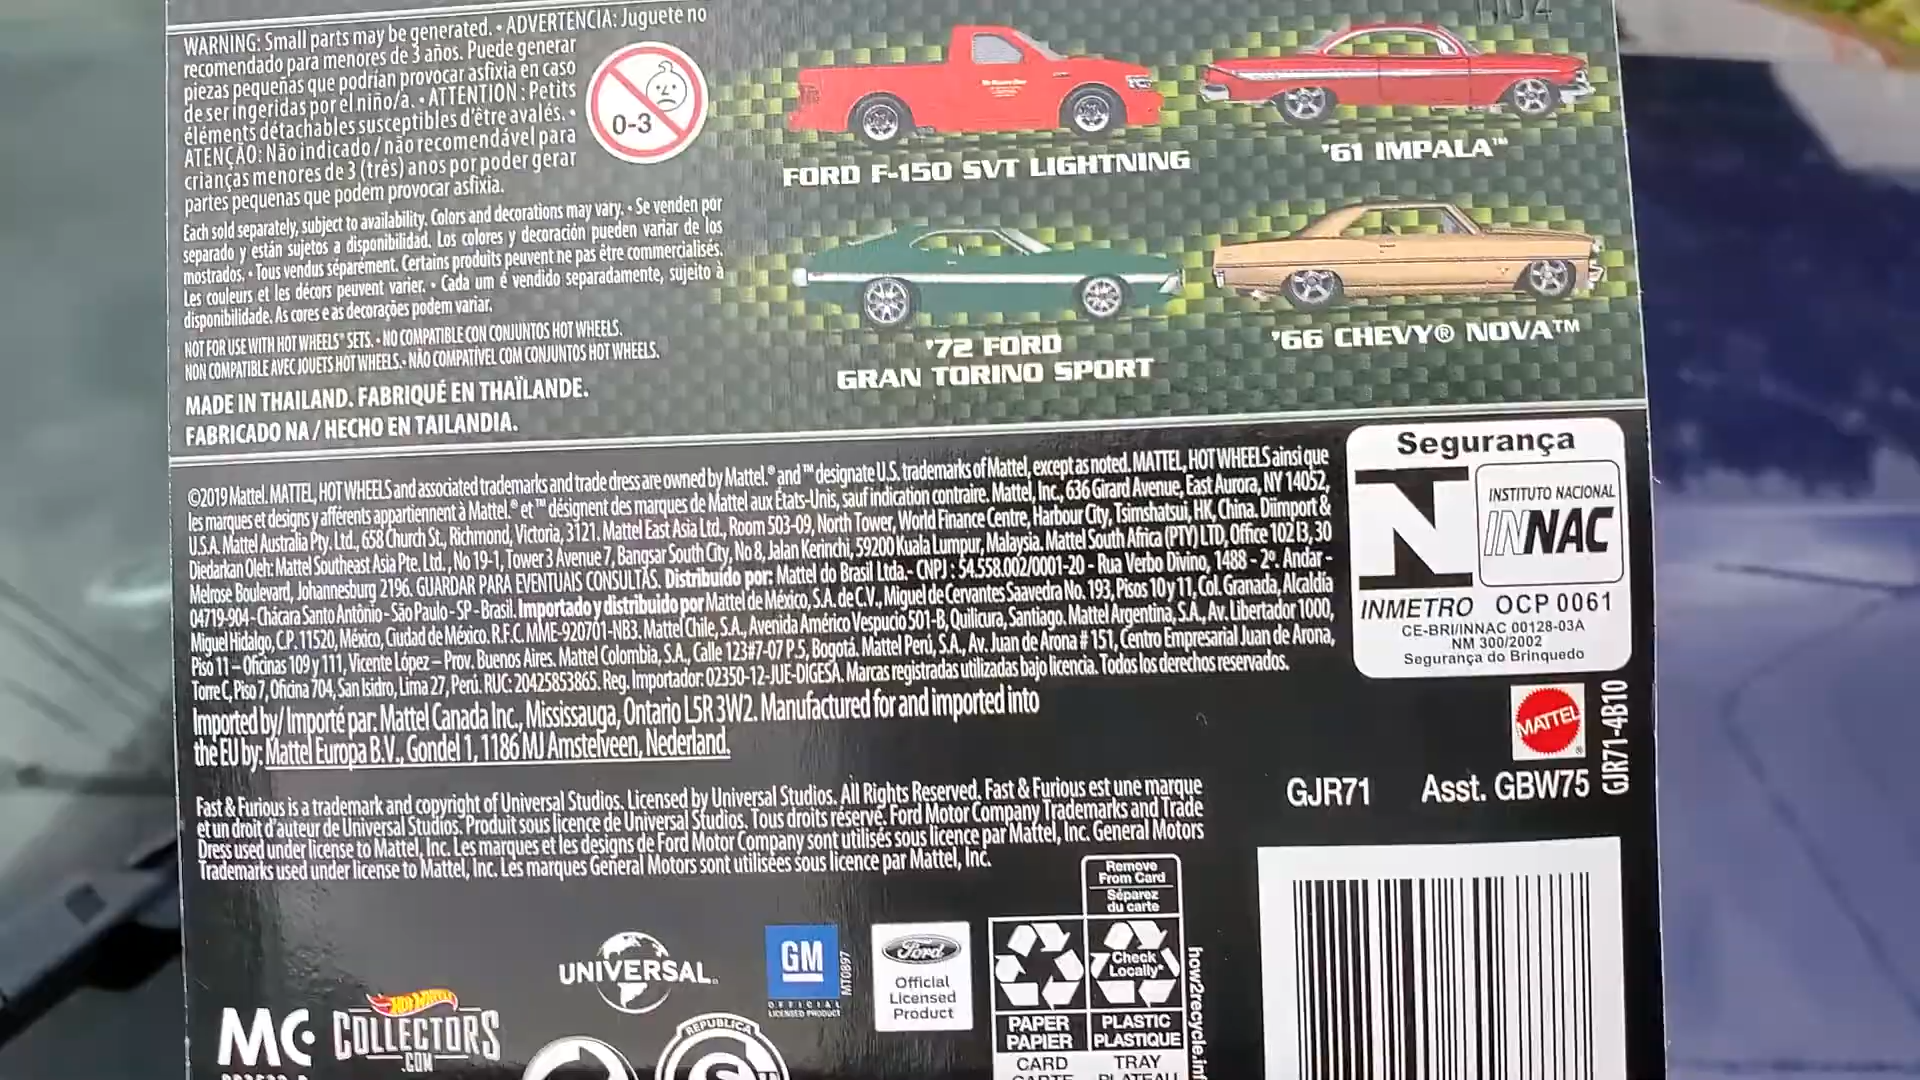 WARNING: Small parts may be generated. • ADVERTENCIA: Juguete no
recomendado para menores de 3 años. Puede generar
piezas pequeñas que podrían provocar asfixia en caso
de ser ingeridas por el niño/a. • ATTENTION : Petits
éléments détachables susceptibles d'être avalés. •
ATENÇÃO: Não indicado / não recomendável para
crianças menores de 3 (três) anos por poder gerar
partes pequenas que podem provocar asfixia.
0-3
Each sold separately, subject to availability. Colors and decorations may vary. • Se venden por
separado y están sujetos a disponibilidad. Los colores y decoración pueden variar de los
mostrados. • Tous vendus séparément. Certains produits peuvent ne pas être commercialisés.
Les couleurs et les décors peuvent varier. • Cada um é vendido separadamente, sujeito à
disponibilidade. As cores e as decorações podem variar.
NOT FOR USE WITH HOT WHEELS® SETS. • NO COMPATIBLE CON CONJUNTOS HOT WHEELS.
NON COMPATIBLE AVEC JOUETS HOT WHEELS. • NÃO COMPATÍVEL COM CONJUNTOS HOT WHEELS.
MADE IN THAILAND. FABRIQUÉ EN THAÏLANDE.
FABRICADO NA / HECHO EN TAILANDIA.
FORD F-150 SVT LIGHTNING
'61 IMPALA™
'72 FORD
GRAN TORINO SPORT
'66 CHEVY® NOVA™
©2019 Mattel. MATTEL, HOT WHEELS and associated trademarks and trade dress are owned by Mattel. ® and ™ designate U.S. trademarks of Mattel, except as noted. MATTEL, HOT WHEELS ainsi que
les marques et designs y afférents appartiennent à Mattel. ® et ™ désignent des marques de Mattel aux États-Unis, sauf indication contraire. Mattel, Inc., 636 Girard Avenue, East Aurora, NY 14052,
U.S.A. Mattel Australia Pty. Ltd., 658 Church St., Richmond, Victoria, 3121. Mattel East Asia Ltd., Room 503-09, North Tower, World Finance Centre, Harbour City, Tsimshatsui, HK, China. Diimport &
Diedarkan Oleh: Mattel Southeast Asia Pte. Ltd., No 19-1, Tower 3 Avenue 7, Bangsar South City, No 8, Jalan Kerinchi, 59200 Kuala Lumpur, Malaysia. Mattel South Africa (PTY) LTD, Office 102 I3, 30
Melrose Boulevard, Johannesburg 2196. GUARDAR PARA EVENTUAIS CONSULTAS. Distribuido por: Mattel do Brasil Ltda.- CNPJ : 54.558.002/0001-20 - Rua Verbo Divino, 1488 - 2º. Andar -
04719-904 - Chácara Santo Antônio - São Paulo - SP - Brasil. Importado y distribuido por Mattel de México, S.A. de C.V., Miguel de Cervantes Saavedra No. 193, Pisos 10 y 11, Col. Granada, Alcaldía
Miguel Hidalgo, C.P. 11520, México, Ciudad de México. R.F.C. MME-920701-NB3. Mattel Chile, S.A., Avenida Américo Vespucio 501-B, Quilicura, Santiago. Mattel Argentina, S.A., Av. Libertador 1000,
Piso 11 – Oficinas 109 y 111, Vicente López – Prov. Buenos Aires. Mattel Colombia, S.A., Calle 123#7-07 P.5, Bogotá. Mattel Perú, S.A., Av. Juan de Arona # 151, Centro Empresarial Juan de Arona,
Torre C, Piso 7, Oficina 704, San Isidro, Lima 27, Perú. RUC: 20425853865. Reg. Importador: 02350-12-JUE-DIGESA. Marcas registradas utilizadas bajo licencia. Todos los derechos reservados.
Imported by/ Importé par: Mattel Canada Inc., Mississauga, Ontario L5R 3W2. Manufactured for and imported into
the EU by: Mattel Europa B.V., Gondel 1, 1186 MJ Amstelveen, Nederland.
Segurança
INSTITUTO NACIONAL
INNAC
INMETRO OCP 0061
CE-BRI/INNAC 00128-03A
NM 300/2002
Segurança do Brinquedo
MATTEL
GJR71-4B10
GJR71 Asst. GBW75
Fast & Furious is a trademark and copyright of Universal Studios. Licensed by Universal Studios. All Rights Reserved. Fast & Furious est une marque
et un droit d'auteur de Universal Studios. Produit sous licence de Universal Studios. Tous droits réservé. Ford Motor Company Trademarks and Trade
Dress used under license to Mattel, Inc. Les marques et les designs de Ford Motor Company sont utilisés sous licence par Mattel, Inc. General Motors
Trademarks used under license to Mattel, Inc. Les marques General Motors sont utilisées sous licence par Mattel, Inc.
UNIVERSAL
GM
OFFICIAL
LICENSED PRODUCT
MT0897
Ford
Official
Licensed
Product
Remove
From Card
Séparez
du carte
Check
Locally*
PAPER
PAPIER
CARD
PLASTIC
PLASTIQUE
TRAY
how2recycle.inf
MC
HOT WHEELS
COLLECTORS
.COM
REPUBLICA